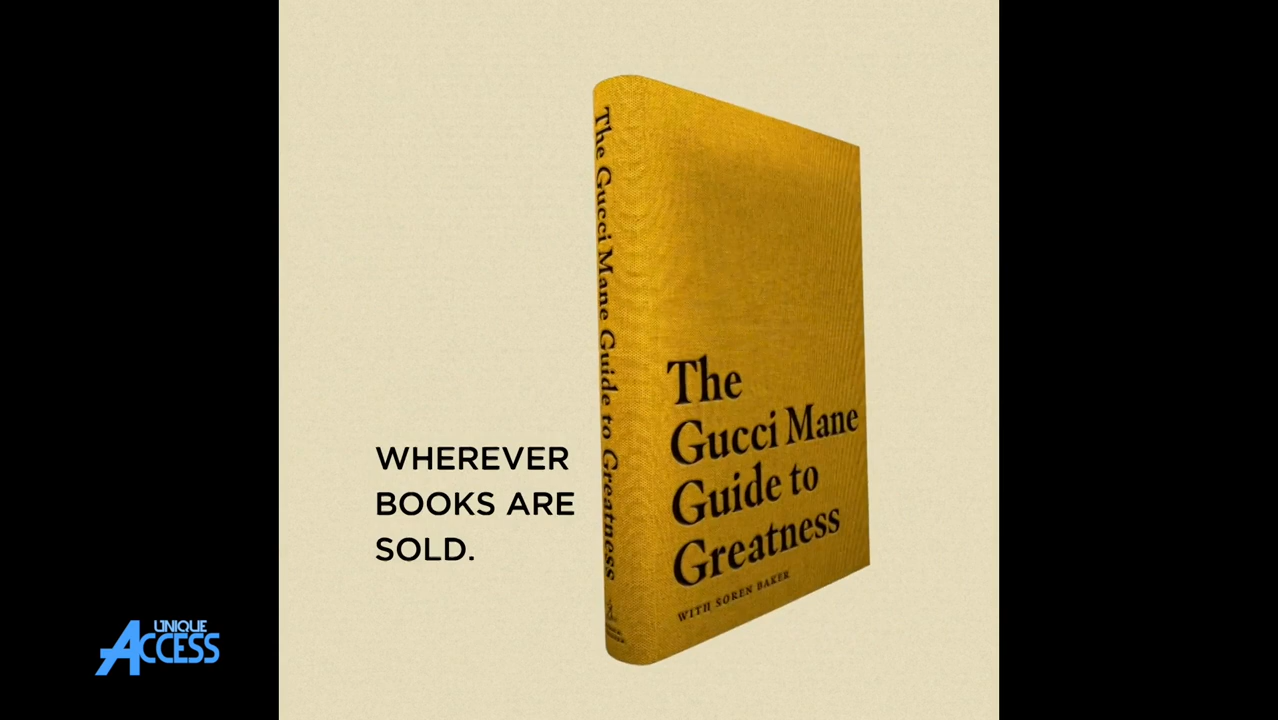 The Gucci Mane Guide to Greatness
The
Gucci Mane
Guide to
Greatness
WITH SOREN BAKER
WHEREVER
BOOKS ARE
SOLD.
UNIQUE
ACCESS